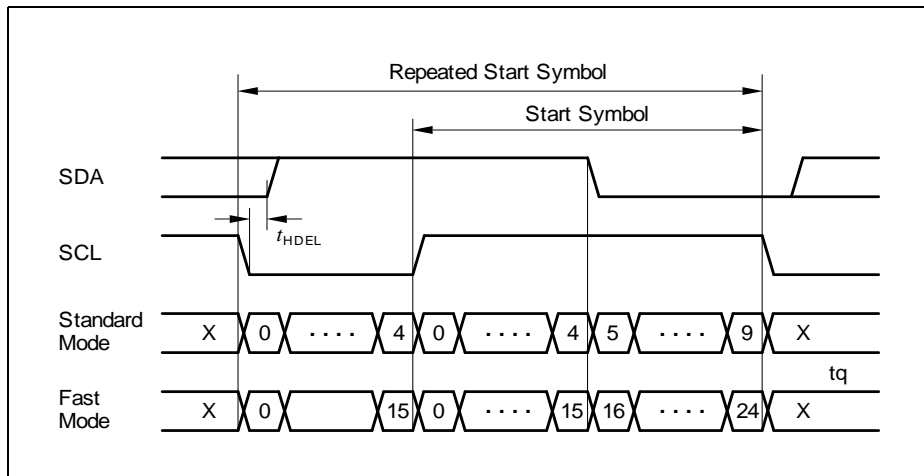 Repeated Start Symbol
Start Symbol
SDA
tHDEL
SCL
Standard Mode X 0 · · · · 4 0 · · · · 4 5 · · · · 9 X
tq
Fast Mode X 0 15 0 · · · · 15 16 · · · · 24 X